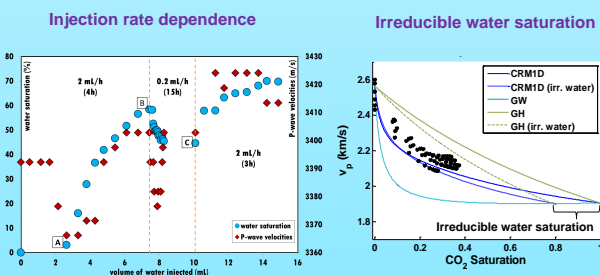 Injection rate dependence
80
70
60
50
40
30
20
10
0
water saturation (%)
2 mL/h
(4h)
0.2 mL/h
(15h)
2 mL/h
(3h)
A
B
C
water saturation
P-wave velocities
0 2 4 6 8 10 12 14 16
volume of water injected (mL)
3430
3420
3410
3400
3390
3380
3370
3360
P-wave velocities (m/s)
Irreducible water saturation
CRM1D
CRM1D (irr. water)
GW
GH
GH (irr. water)
2.7
2.4
2.1
1.8
vp (km/s)
Irreducible water saturation
0 0.2 0.4 0.6 0.8 1
CO2 Saturation